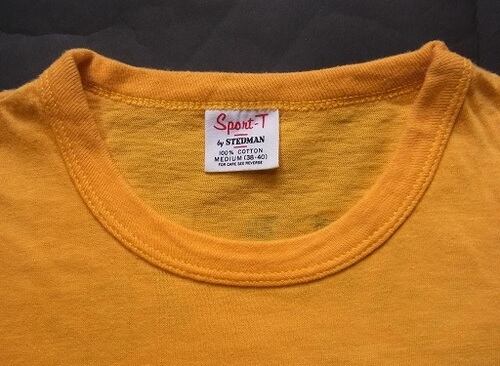 Sport-T
by STEDMAN
100% COTTON
MEDIUM (38-40)
FOR CARE SEE REVERSE